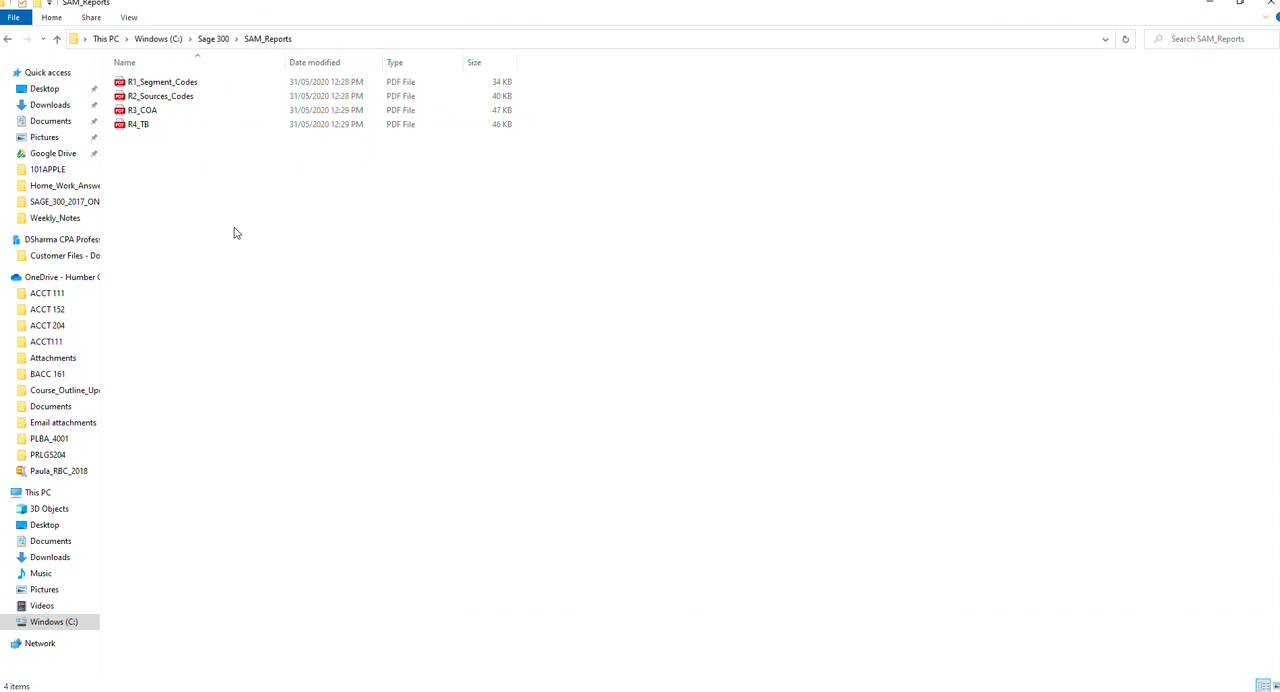 SAM_Reports
File Home Share View
This PC Windows (C:) Sage 300 SAM_Reports Search SAM_Reports
Name Date modified Type Size
R1_Segment_Codes 31/05/2020 12:28 PM PDF File 34 KB
R2_Sources_Codes 31/05/2020 12:28 PM PDF File 40 KB
R3_COA 31/05/2020 12:29 PM PDF File 47 KB
R4_TB 31/05/2020 12:29 PM PDF File 46 KB
Quick access
Desktop
Downloads
Documents
Pictures
Google Drive
101APPLE
Home_Work_Answe
SAGE_300_2017_ON
Weekly_Notes
DSharma CPA Profes
Customer Files - Do
OneDrive - Humber C
ACCT 111
ACCT 152
ACCT 204
ACCT111
Attachments
BACC 161
Course_Outline_Up
Documents
Email attachments
PLBA_4001
PRLG5204
Paula_RBC_2018
This PC
3D Objects
Desktop
Documents
Downloads
Music
Pictures
Videos
Windows (C:)
Network
4 items